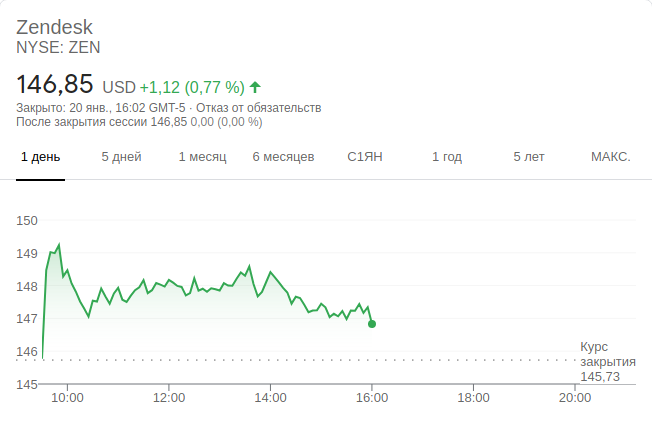 Zendesk
NYSE: ZEN
146,85 USD +1,12 (0,77 %)
Закрыто: 20 янв., 16:02 GMT-5 · Отказ от обязательств
После закрытия сессии 146,85 0,00 (0,00 %)
1 день 5 дней 1 месяц 6 месяцев С1ЯН 1 год 5 лет МАКС.
150
149
148
147
146
145
Курс
закрытия
145,73
10:00 12:00 14:00 16:00 18:00 20:00